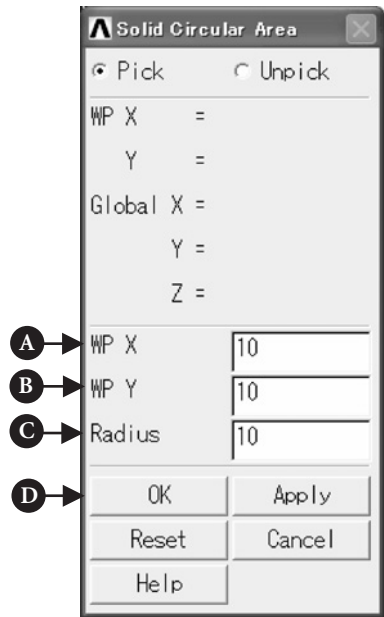 Solid Circular Area
Pick Unpick
WP X =
Y =
Global X =
Y =
Z =
A WP X 10
B WP Y 10
C Radius 10
D OK Apply
Reset Cancel
Help